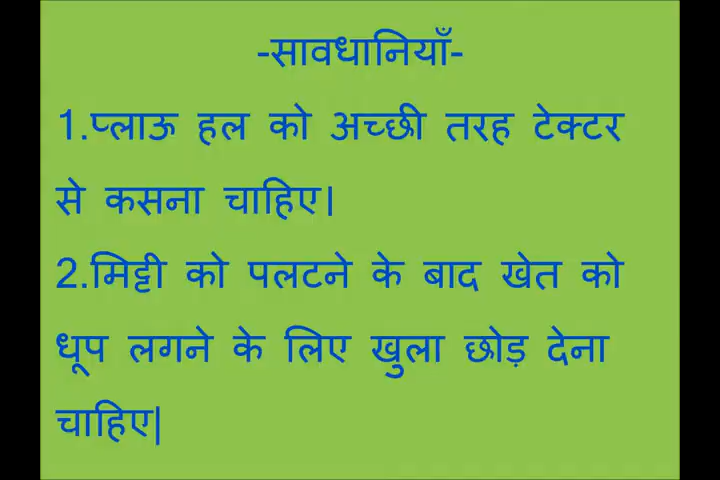 -सावधानियाँ-
1.प्लाऊ हल को अच्छी तरह टेक्टर
से कसना चाहिए।
2.मिट्टी को पलटने के बाद खेत को
धूप लगने के लिए खुला छोड़ देना
चाहिए|